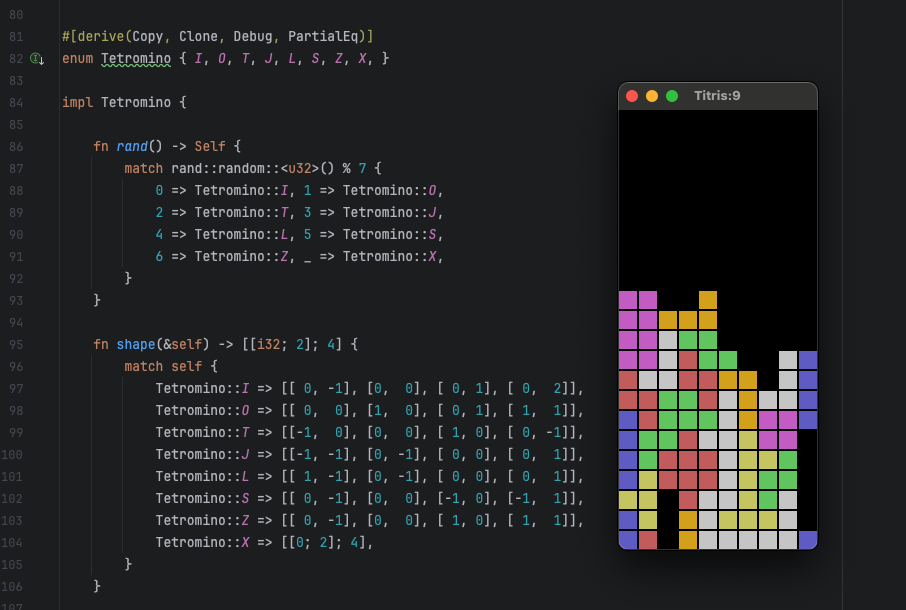 80
81 #[derive(Copy, Clone, Debug, PartialEq)]
82 enum Tetromino { I, O, T, J, L, S, Z, X, }
83
84 impl Tetromino {
85
86 fn rand() -> Self {
87 match rand::random::<u32>() % 7 {
88 0 => Tetromino::I, 1 => Tetromino::O,
89 2 => Tetromino::T, 3 => Tetromino::J,
90 4 => Tetromino::L, 5 => Tetromino::S,
91 6 => Tetromino::Z, _ => Tetromino::X,
92 }
93 }
94
95 fn shape(&self) -> [[i32; 2]; 4] {
96 match self {
97 Tetromino::I => [[ 0, -1], [0,  0], [ 0, 1], [ 0,  2]],
98 Tetromino::O => [[ 0,  0], [1,  0], [ 0, 1], [ 1,  1]],
99 Tetromino::T => [[-1,  0], [0,  0], [ 1, 0], [ 0, -1]],
100 Tetromino::J => [[-1, -1], [0, -1], [ 0, 0], [ 0,  1]],
101 Tetromino::L => [[ 1, -1], [0, -1], [ 0, 0], [ 0,  1]],
102 Tetromino::S => [[ 0, -1], [0,  0], [-1, 0], [-1,  1]],
103 Tetromino::Z => [[ 0, -1], [0,  0], [ 1, 0], [ 1,  1]],
104 Tetromino::X => [[0; 2]; 4],
105 }
106 }
107
Titris:9